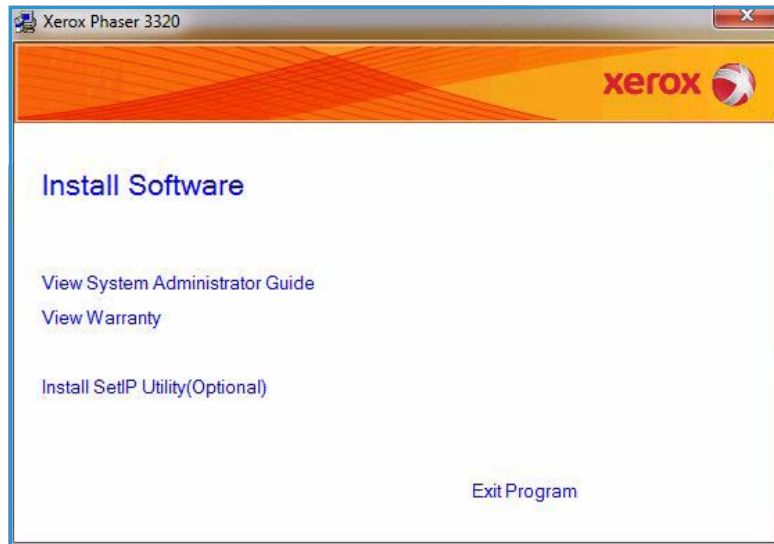 Xerox Phaser 3320
xerox
Install Software
View System Administrator Guide
View Warranty
Install SetIP Utility(Optional)
Exit Program